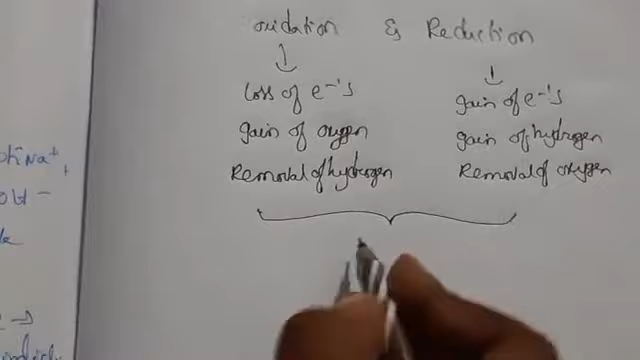 oxidation & Reduction
Loss of e⁻'s
gain of e⁻'s
gain of oxygen
gain of hydrogen
Removal of hydrogen
Removal of oxygen